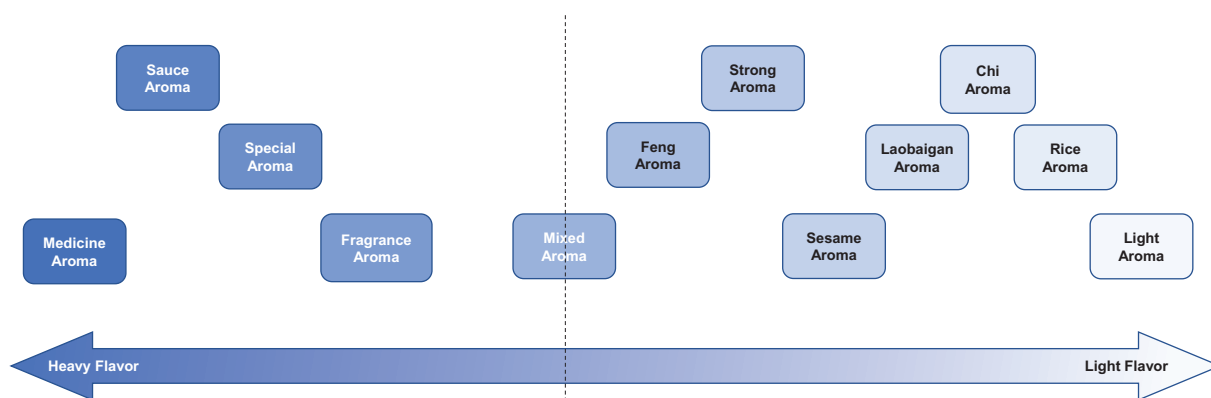 Sauce
Aroma
Strong
Aroma
Chi
Aroma
Special
Aroma
Feng
Aroma
Laobaigan
Aroma
Rice
Aroma
Medicine
Aroma
Fragrance
Aroma
Mixed
Aroma
Sesame
Aroma
Light
Aroma
Heavy Flavor
Light Flavor